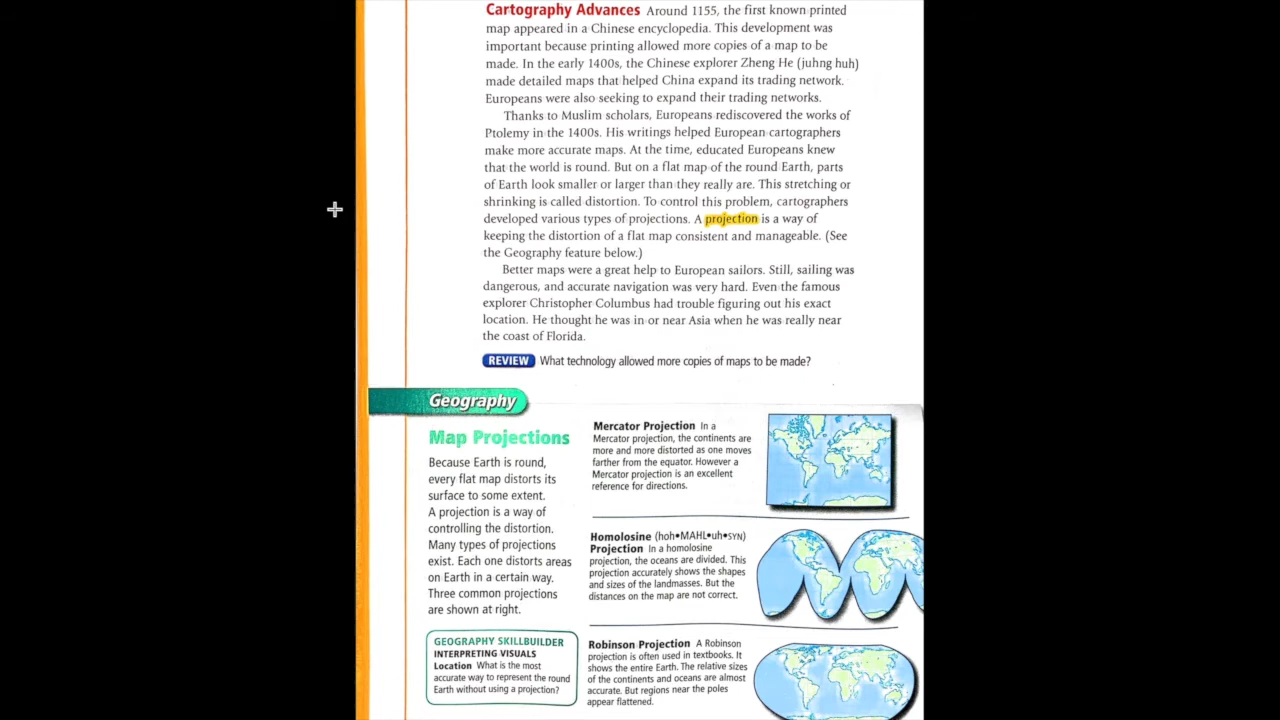 Cartography Advances Around 1155, the first known printed
map appeared in a Chinese encyclopedia. This development was
important because printing allowed more copies of a map to be
made. In the early 1400s, the Chinese explorer Zheng He (juhng huh)
made detailed maps that helped China expand its trading network.
Europeans were also seeking to expand their trading networks.
Thanks to Muslim scholars, Europeans rediscovered the works of
Ptolemy in the 1400s. His writings helped European cartographers
make more accurate maps. At the time, educated Europeans knew
that the world is round. But on a flat map of the round Earth, parts
of Earth look smaller or larger than they really are. This stretching or
shrinking is called distortion. To control this problem, cartographers
developed various types of projections. A projection is a way of
keeping the distortion of a flat map consistent and manageable. (See
the Geography feature below.)
Better maps were a great help to European sailors. Still, sailing was
dangerous, and accurate navigation was very hard. Even the famous
explorer Christopher Columbus had trouble figuring out his exact
location. He thought he was in or near Asia when he was really near
the coast of Florida.
REVIEW What technology allowed more copies of maps to be made?
Geography
Map Projections
Because Earth is round,
every flat map distorts its
surface to some extent.
A projection is a way of
controlling the distortion.
Many types of projections
exist. Each one distorts areas
on Earth in a certain way.
Three common projections
are shown at right.
GEOGRAPHY SKILLBUILDER
INTERPRETING VISUALS
Location What is the most
accurate way to represent the round
Earth without using a projection?
Mercator Projection In a
Mercator projection, the continents are
more and more distorted as one moves
farther from the equator. However a
Mercator projection is an excellent
reference for directions.
Homolosine (hoh•MAHL•uh•SYN)
Projection In a homolosine
projection, the oceans are divided. This
projection accurately shows the shapes
and sizes of the landmasses. But the
distances on the map are not correct.
Robinson Projection A Robinson
projection is often used in textbooks. It
shows the entire Earth. The relative sizes
of the continents and oceans are almost
accurate. But regions near the poles
appear flattened.